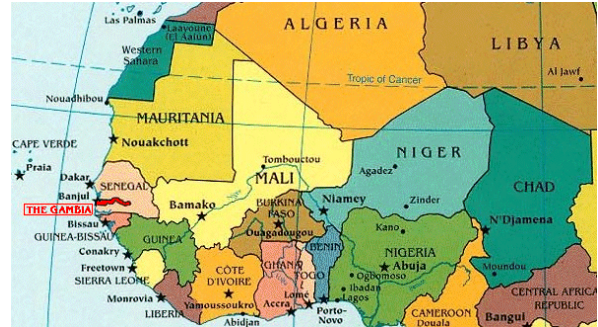 Las Palmas
Laayoune
(El Aaiun)
ALGERIA
LIBYA
Western
Sahara
Al Jawf
Tropic of Cancer
Nouadhibou
MAURITANIA
Nouakchott
CAPE VERDE
Praia
Tombouctou
NIGER
Agadez
MALI
CHAD
Dakar
SENEGAL
Banjul
THE GAMBIA
Bamako
Niger
BURKINA
FASO
Niamey
Zinder
Bissau
GUINEA-BISSAU
GUINEA
Ouagadougou
Kano
N'Djamena
BENIN
NIGERIA
Abuja
Conakry
Freetown
SIERRA LEONE
CÔTE
D'IVOIRE
GHANA
TOGO
Ogbomoso
Ibadan
Lagos
Moundou
Monrovia
LIBERIA
Yamoussoukro
Abidjan
Accra
Lomé
Porto-
Novo
CENTRAL AFRICA
REPUBLIC
CAMEROON
Douala
Bangui